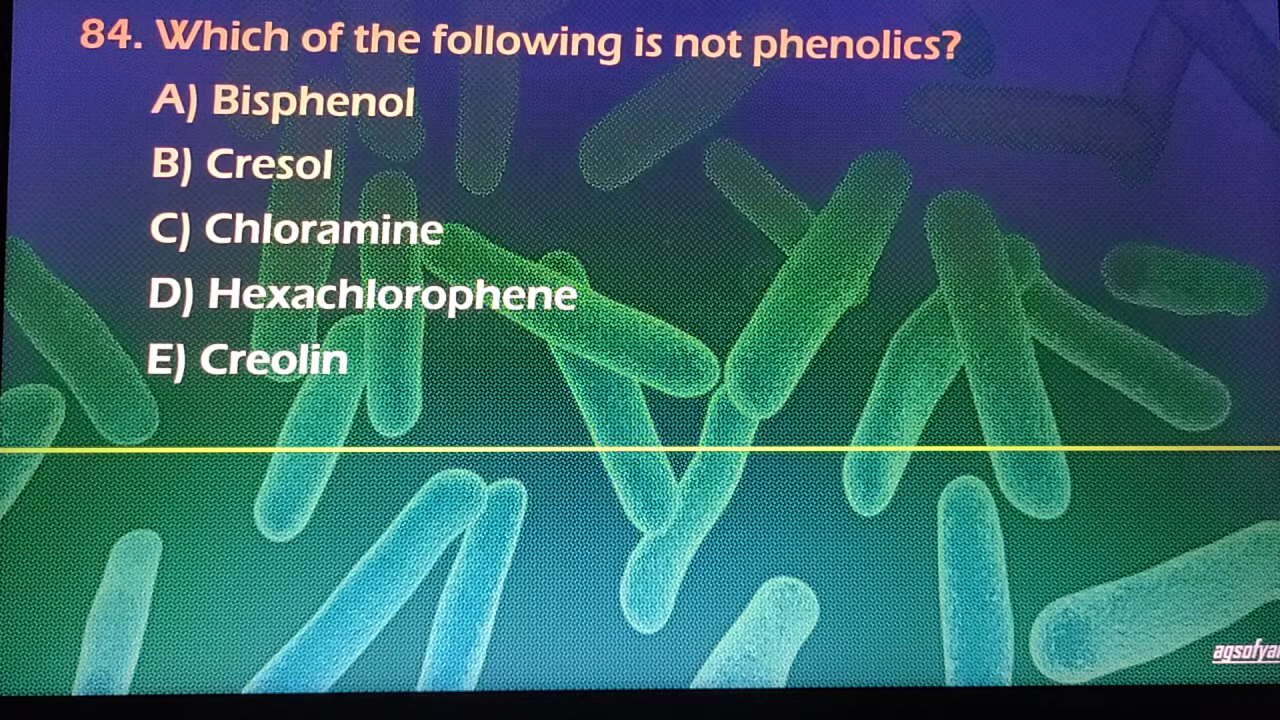 84. Which of the following is not phenolics?
A) Bisphenol
B) Cresol
C) Chloramine
D) Hexachlorophene
E) Creolin